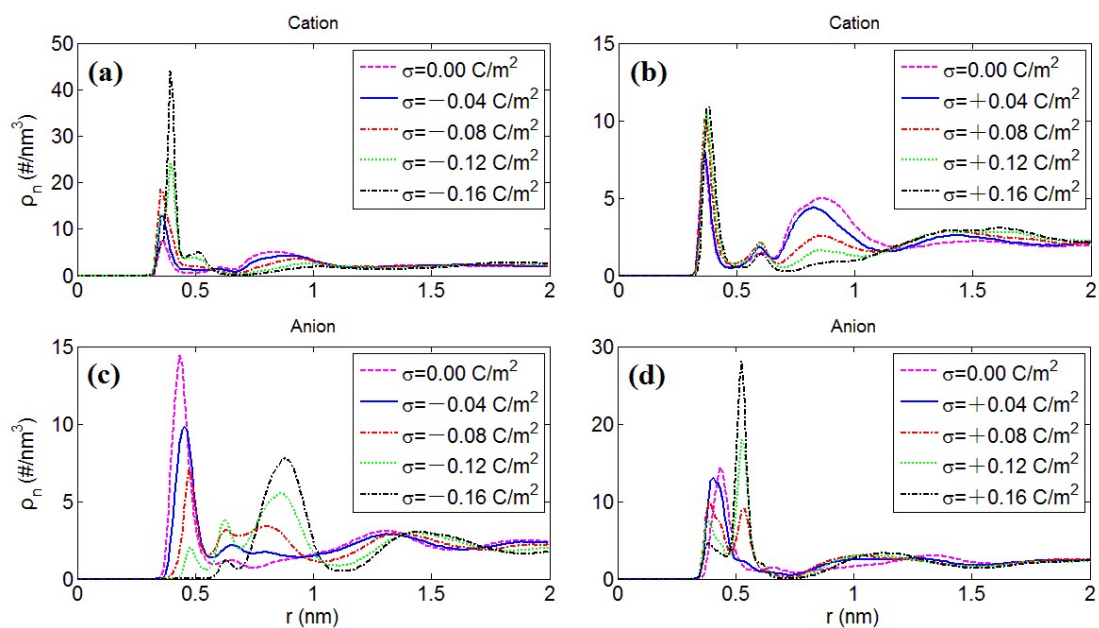 Cation
50
40
30
20
10
0
ρn (#/nm³)
(a)
σ=0.00 C/m²
σ=−0.04 C/m²
σ=−0.08 C/m²
σ=−0.12 C/m²
σ=−0.16 C/m²
0 0.5 1 1.5 2
Cation
15
10
5
0
(b)
σ=0.00 C/m²
σ=+0.04 C/m²
σ=+0.08 C/m²
σ=+0.12 C/m²
σ=+0.16 C/m²
0 0.5 1 1.5 2
Anion
15
10
5
0
ρn (#/nm³)
(c)
σ=0.00 C/m²
σ=−0.04 C/m²
σ=−0.08 C/m²
σ=−0.12 C/m²
σ=−0.16 C/m²
0 0.5 1 1.5 2
r (nm)
Anion
30
20
10
0
(d)
σ=0.00 C/m²
σ=+0.04 C/m²
σ=+0.08 C/m²
σ=+0.12 C/m²
σ=+0.16 C/m²
0 0.5 1 1.5 2
r (nm)